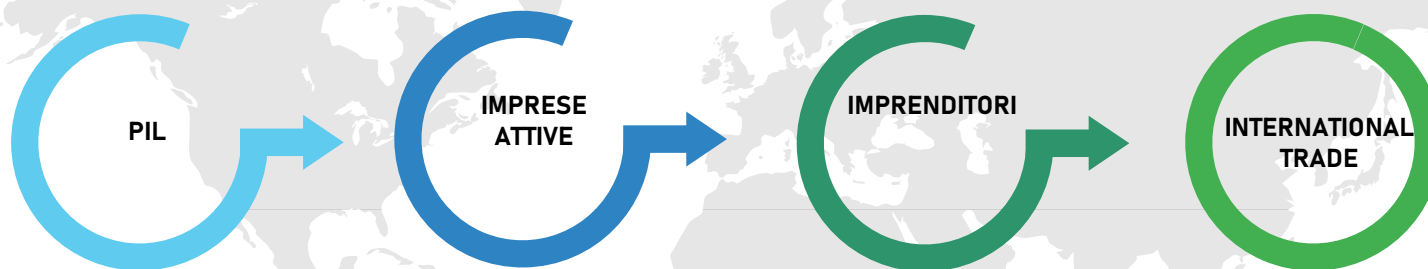 PIL
IMPRESE
ATTIVE
IMPRENDITORI
INTERNATIONAL
TRADE